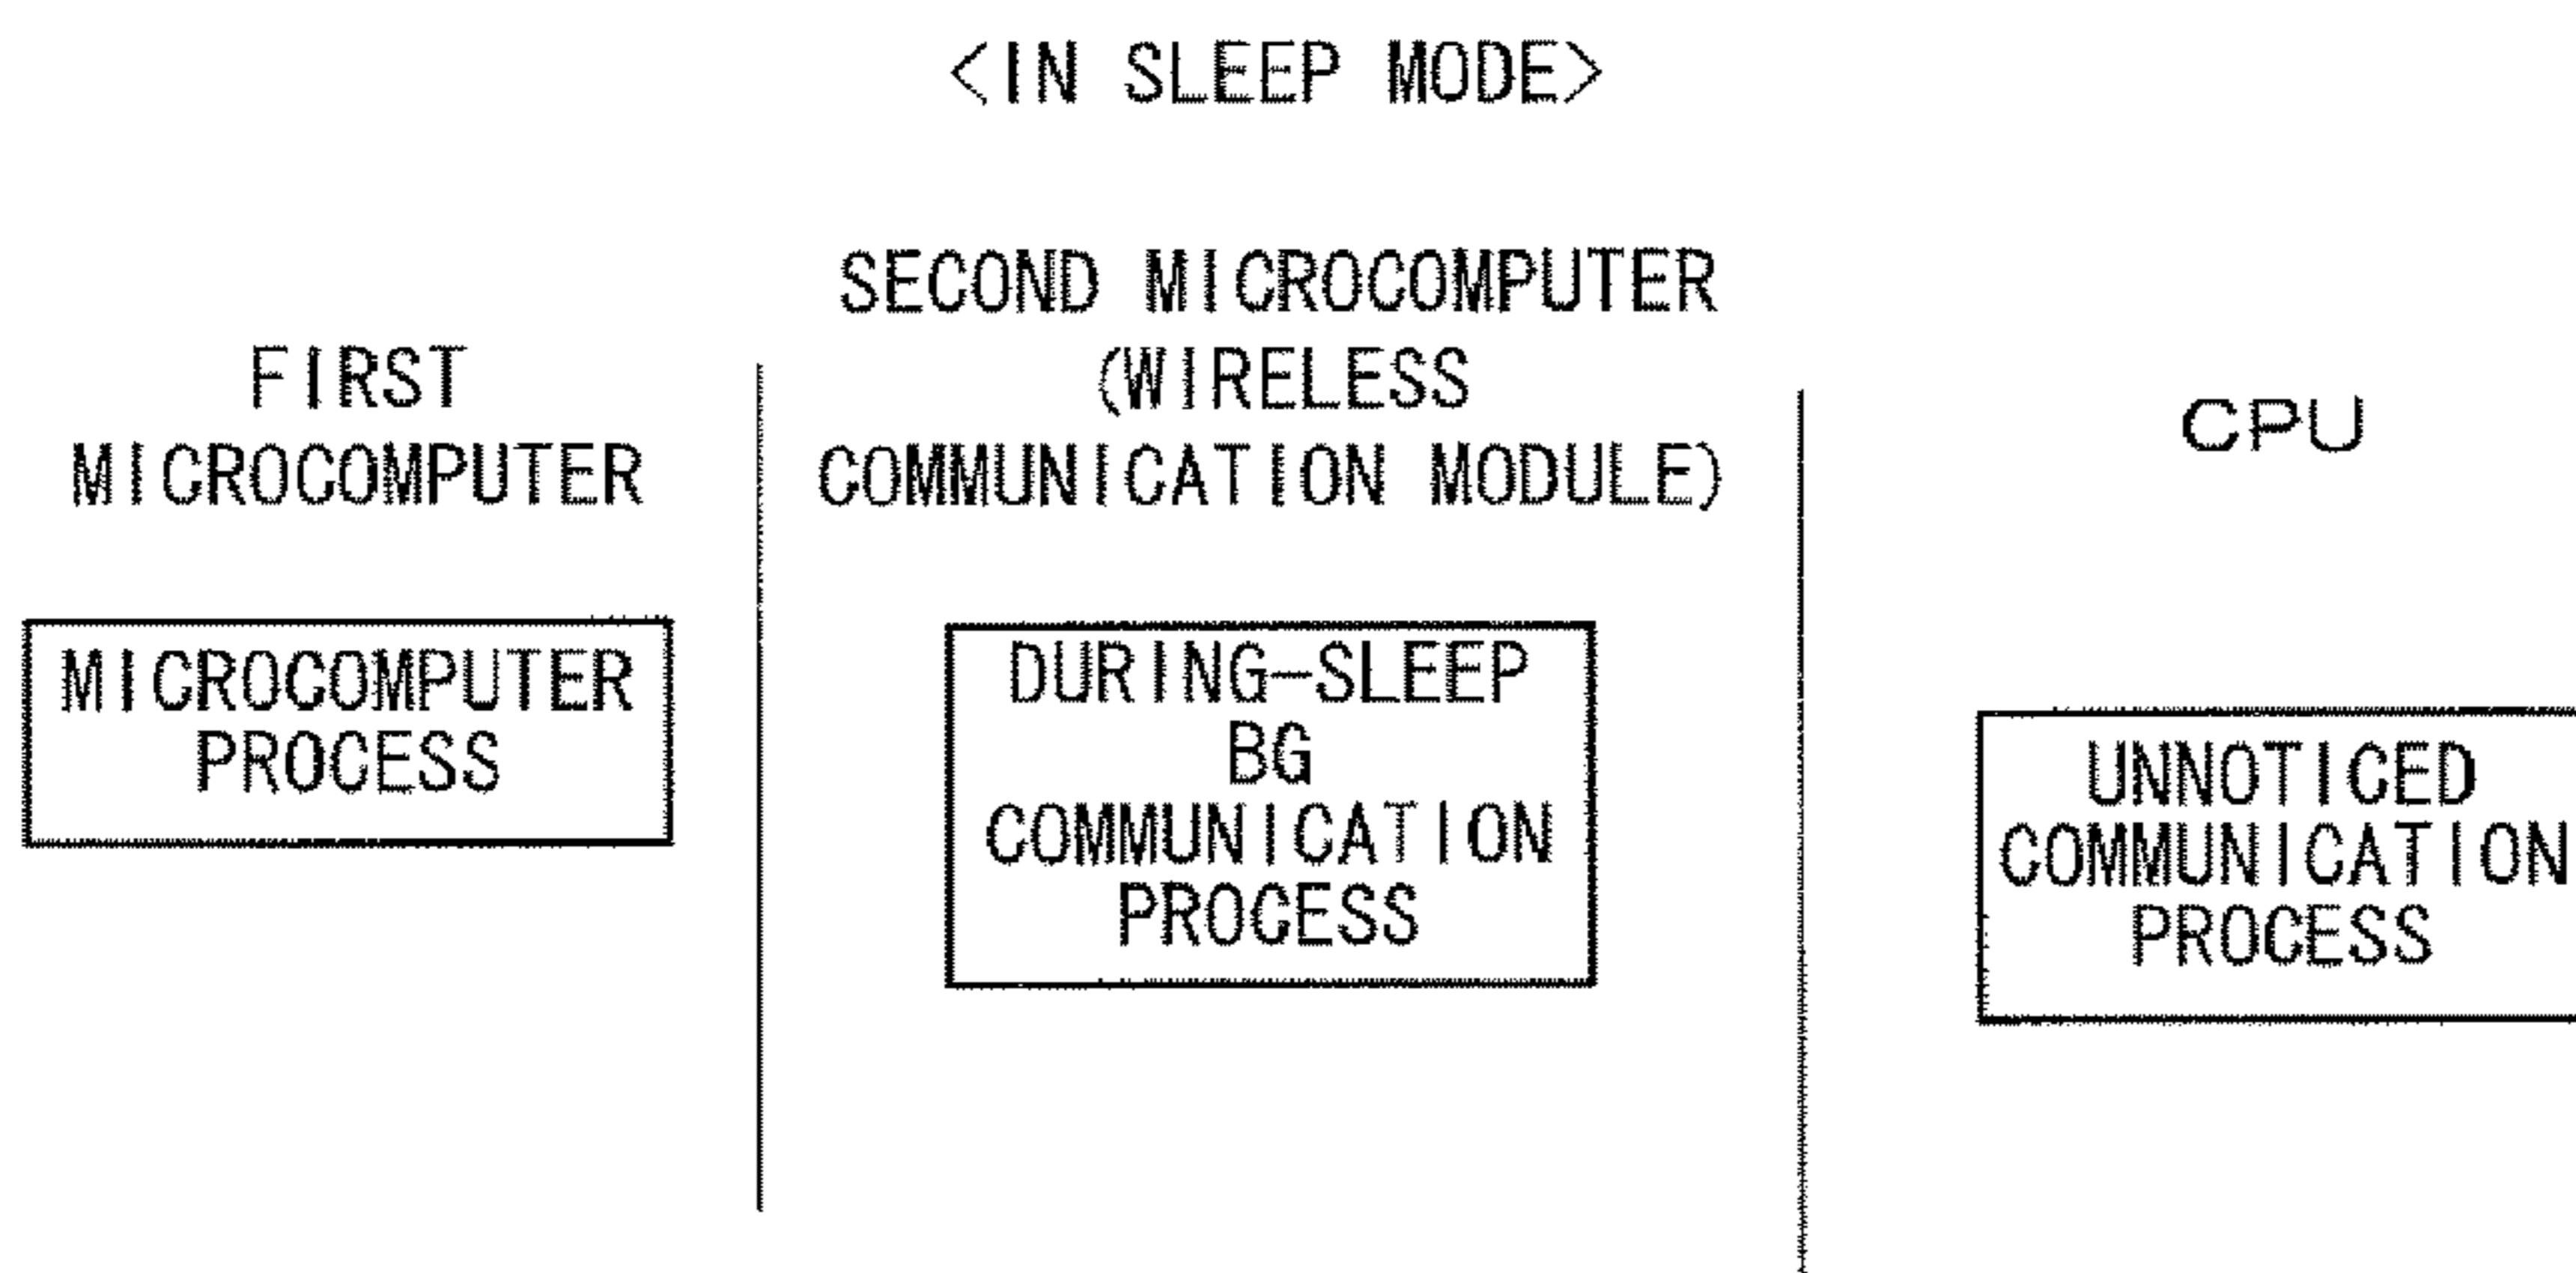 <IN SLEEP MODE>
FIRST
MICROCOMPUTER
SECOND MICROCOMPUTER
(WIRELESS
COMMUNICATION MODULE)
CPU
MICROCOMPUTER
PROCESS
DURING-SLEEP
BG
COMMUNICATION
PROCESS
UNNOTICED
COMMUNICATION
PROCESS